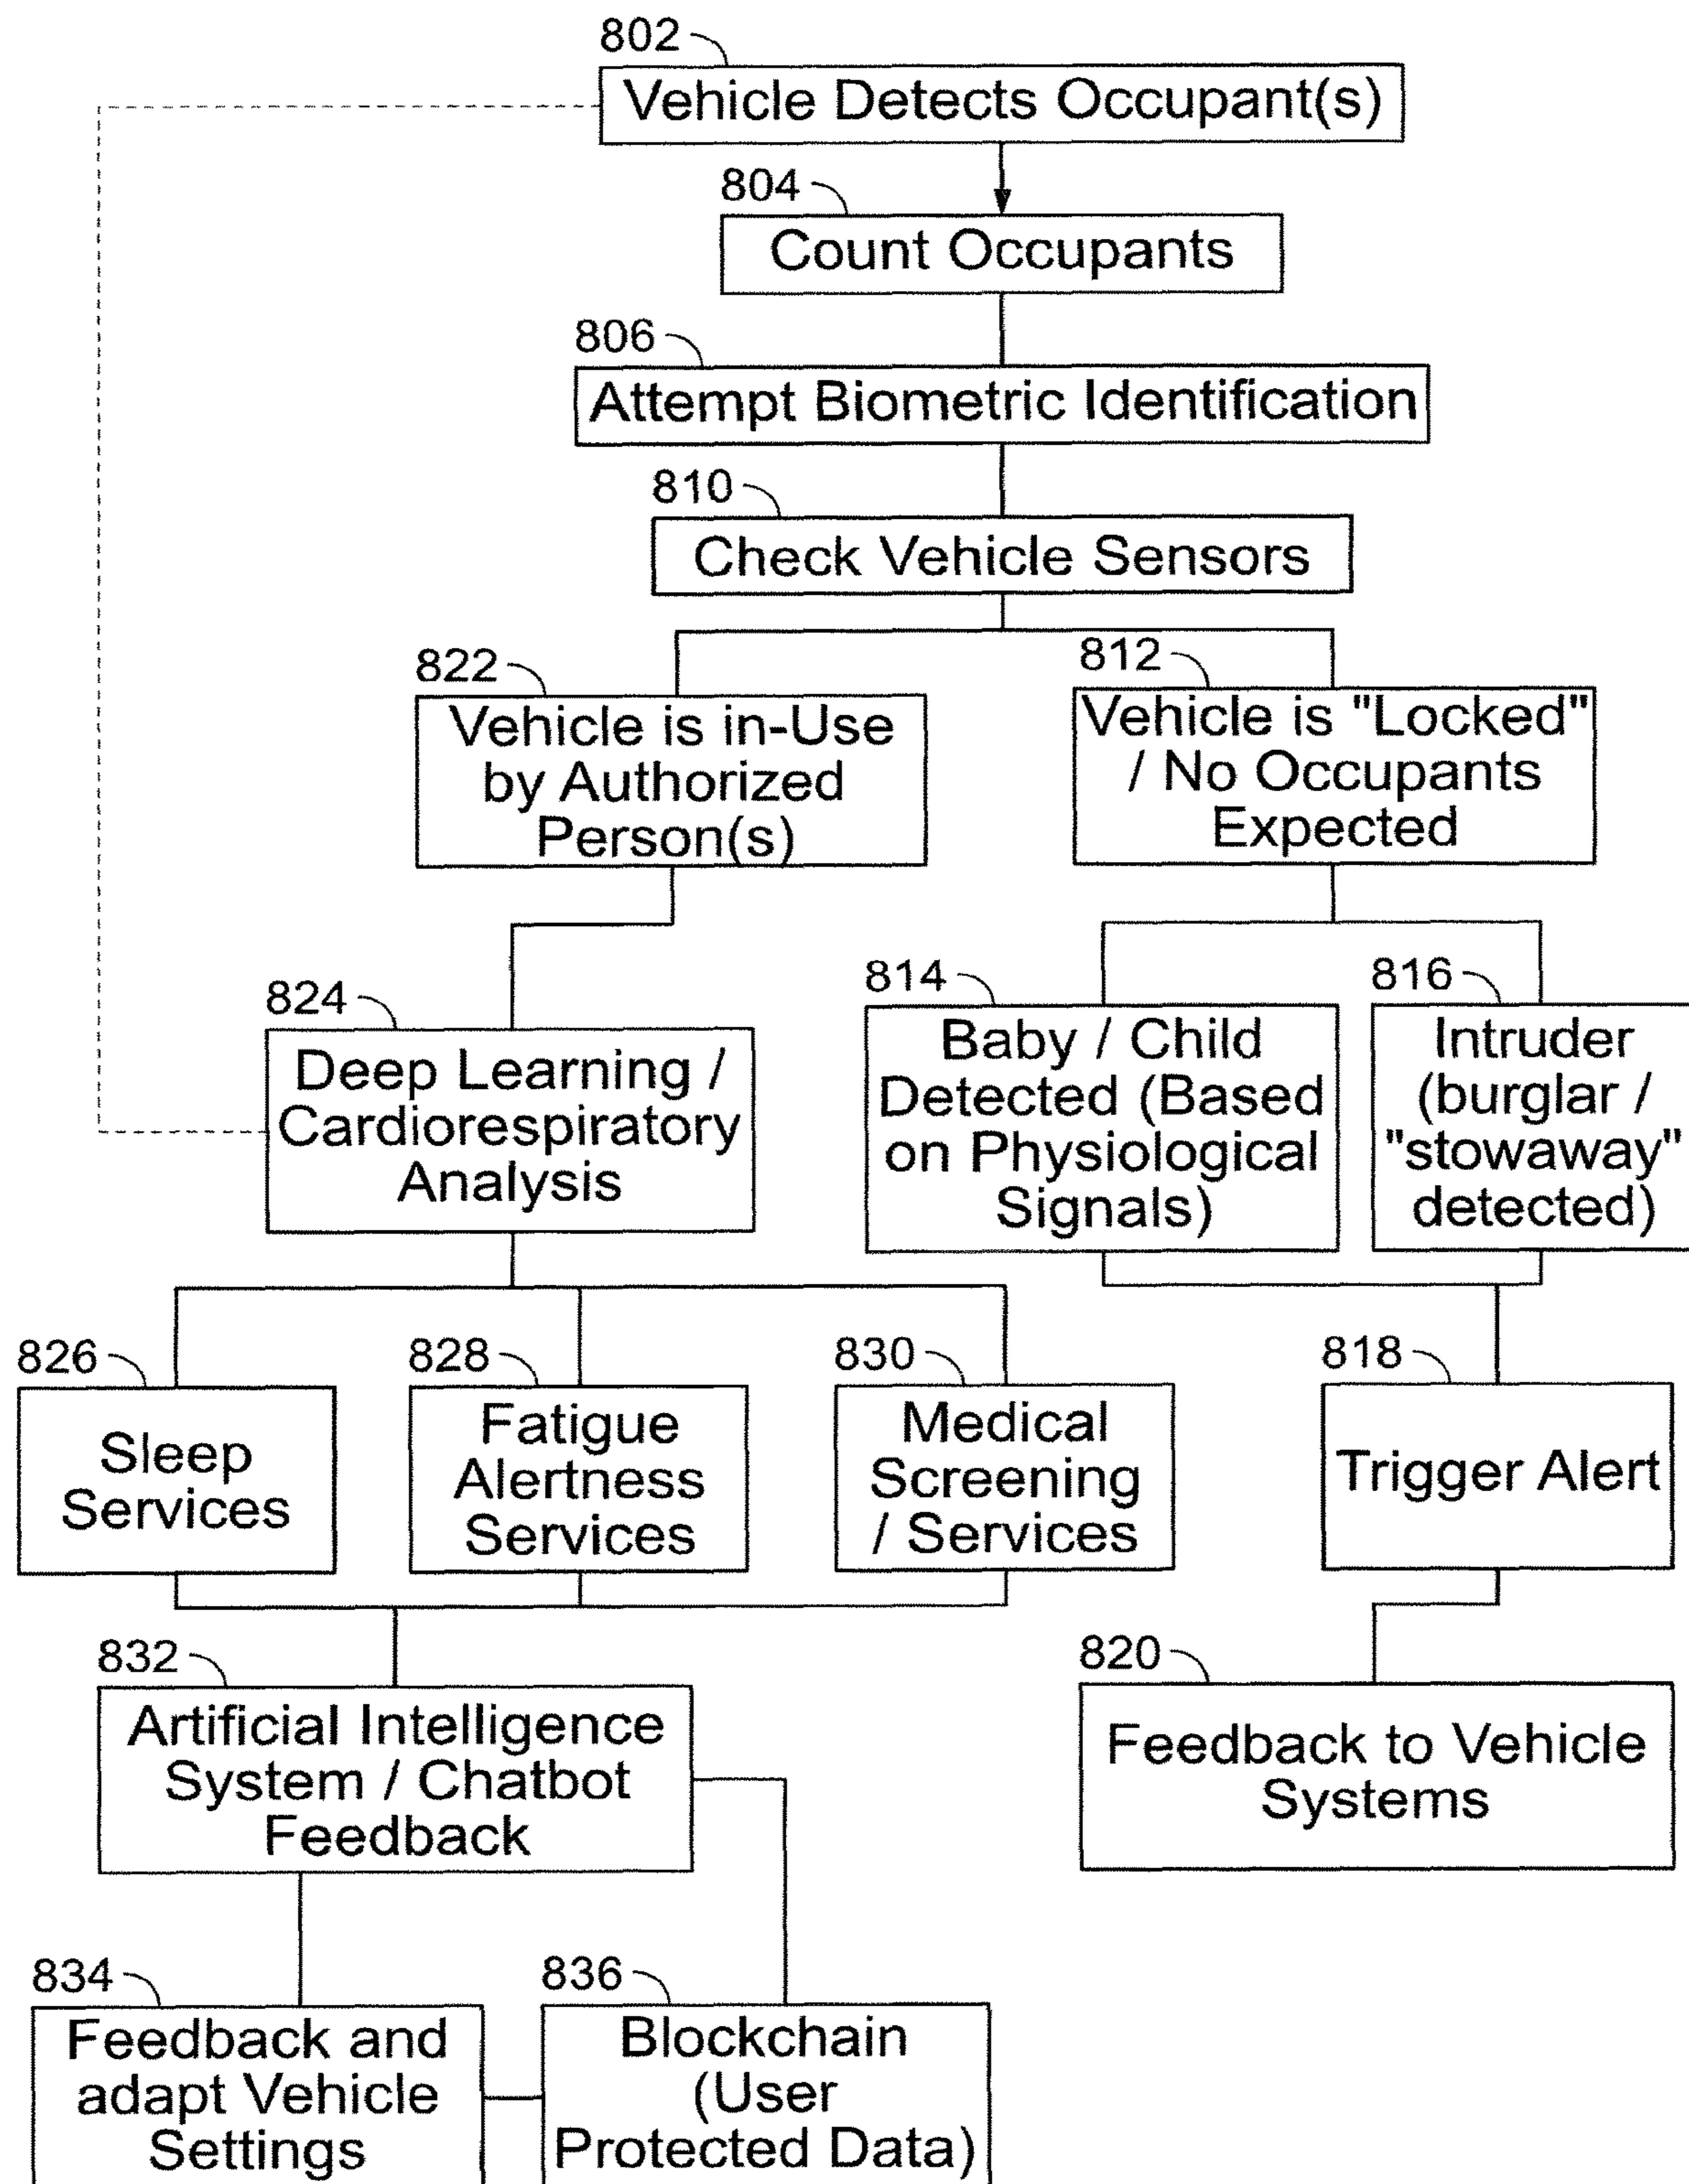 802
Vehicle Detects Occupant(s)
804
Count Occupants
806
Attempt Biometric Identification
810
Check Vehicle Sensors
822
Vehicle is in-Use
by Authorized
Person(s)
812
Vehicle is "Locked"
/ No Occupants
Expected
824
Deep Learning /
Cardiorespiratory
Analysis
814
Baby / Child
Detected (Based
on Physiological
Signals)
816
Intruder
(burglar /
"stowaway"
detected)
826
Sleep
Services
828
Fatigue
Alertness
Services
830
Medical
Screening
/ Services
818
Trigger Alert
832
Artificial Intelligence
System / Chatbot
Feedback
820
Feedback to Vehicle
Systems
834
Feedback and
adapt Vehicle
Settings
836
Blockchain
(User
Protected Data)